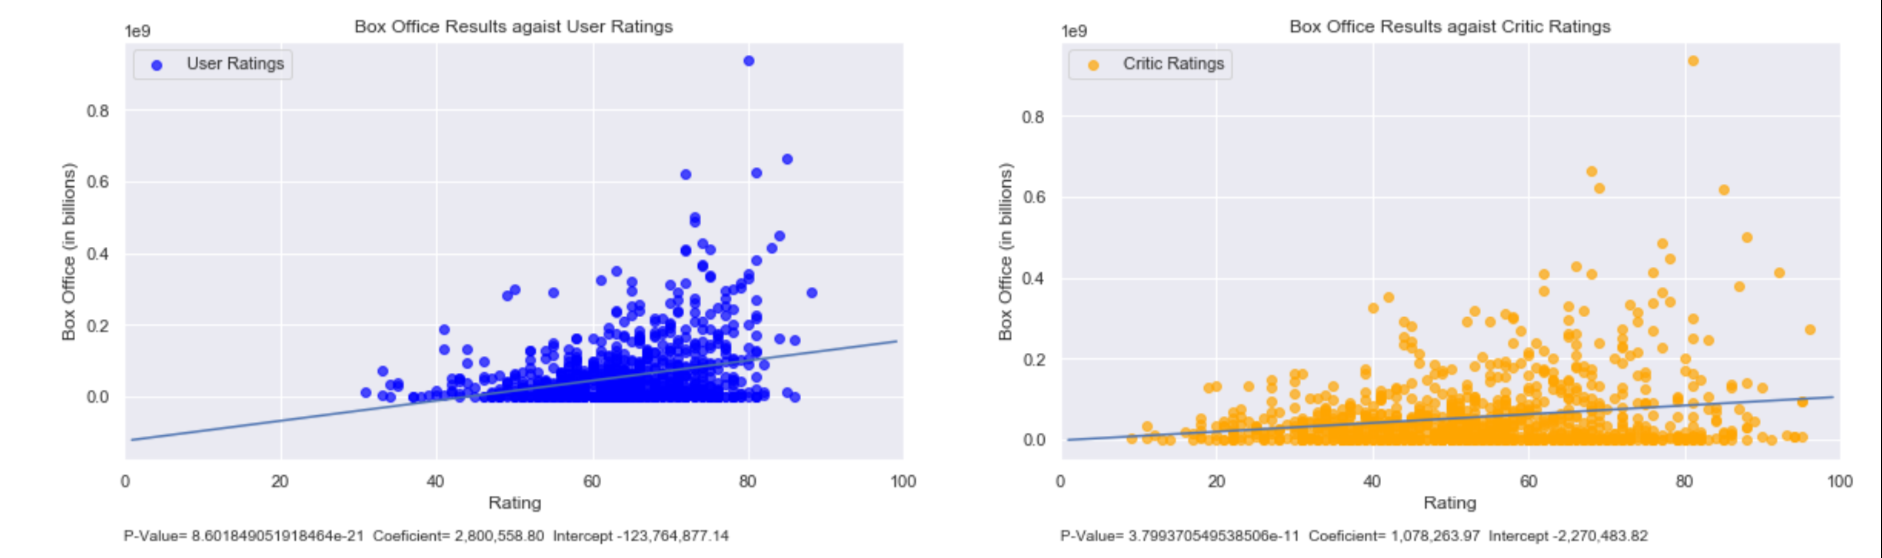 Box Office Results agaist User Ratings
1e9
User Ratings
0.8
0.6
0.4
0.2
0.0
Box Office (in billions)
0 20 40 60 80 100
Rating
P-Value= 8.601849051918464e-21 Coeficient= 2,800,558.80 Intercept -123,764,877.14
Box Office Results agaist Critic Ratings
1e9
Critic Ratings
0.8
0.6
0.4
0.2
0.0
Box Office (in billions)
0 20 40 60 80 100
Rating
P-Value= 3.799370549538506e-11 Coeficient= 1,078,263.97 Intercept -2,270,483.82